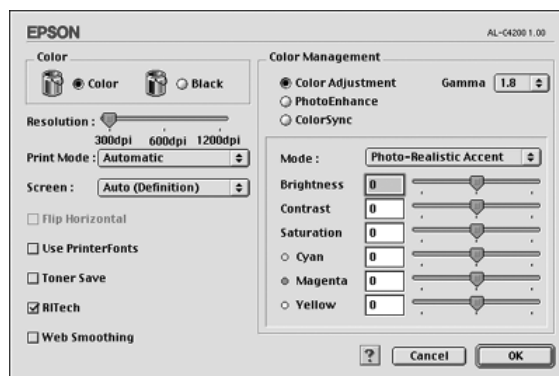 EPSON
AL-C4200 1.00
Color
Color
Black
Resolution :
300dpi 600dpi 1200dpi
Print Mode : Automatic
Screen : Auto (Definition)
Flip Horizontal
Use PrinterFonts
Toner Save
RITech
Web Smoothing
Color Management
Color Adjustment
Gamma 1.8
PhotoEnhance
ColorSync
Mode : Photo-Realistic Accent
Brightness 0
Contrast 0
Saturation 0
Cyan 0
Magenta 0
Yellow 0
? Cancel OK